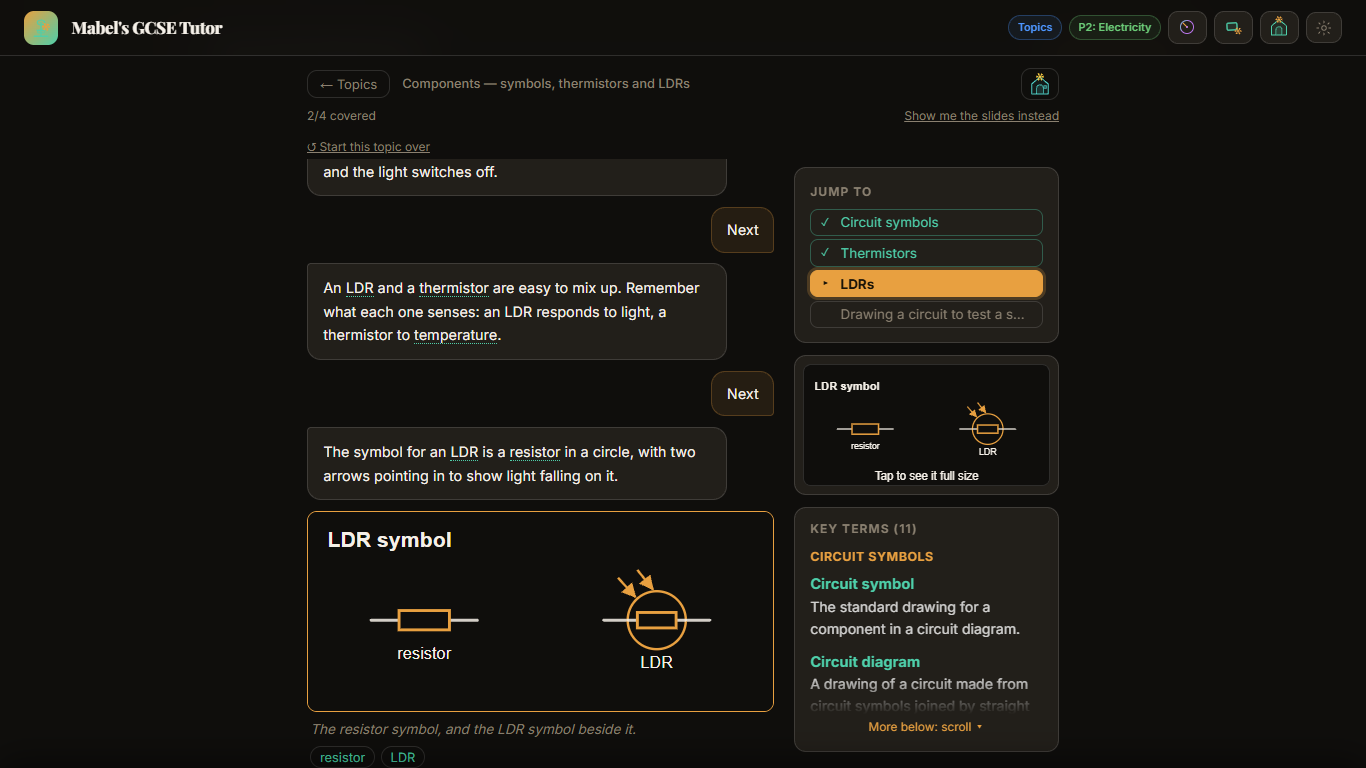 Mabel's GCSE Tutor
Topics
P2: Electricity
← Topics
Components — symbols, thermistors and LDRs
2/4 covered
Show me the slides instead
↺ Start this topic over
and the light switches off.
Next
An LDR and a thermistor are easy to mix up. Remember
what each one senses: an LDR responds to light, a
thermistor to temperature.
Next
The symbol for an LDR is a resistor in a circle, with two
arrows pointing in to show light falling on it.
LDR symbol
resistor
LDR
The resistor symbol, and the LDR symbol beside it.
resistor
LDR
JUMP TO
✓ Circuit symbols
✓ Thermistors
LDRs
Drawing a circuit to test a s...
LDR symbol
resistor
LDR
Tap to see it full size
KEY TERMS (11)
CIRCUIT SYMBOLS
Circuit symbol
The standard drawing for a
component in a circuit diagram.
Circuit diagram
A drawing of a circuit made from
circuit symbols joined by straight
More below: scroll